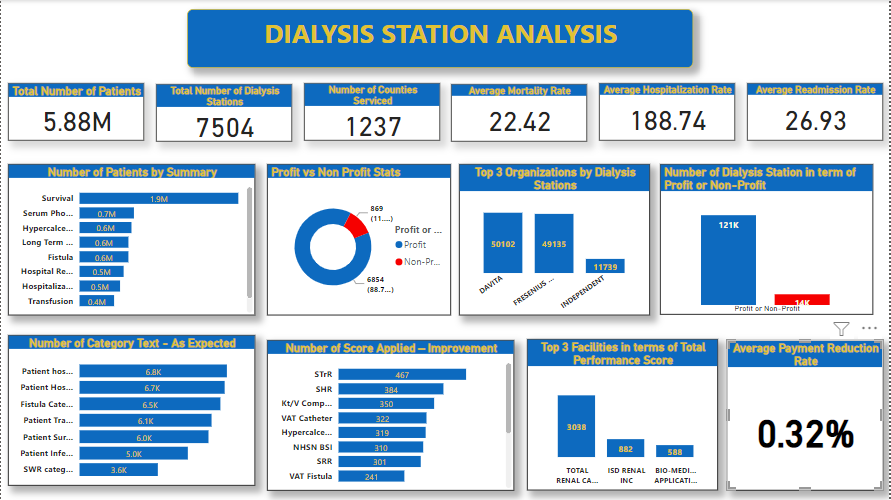 DIALYSIS STATION ANALYSIS
Total Number of Patients
5.88M
Total Number of Dialysis
Stations
7504
Number of Counties
Serviced
1237
Average Mortality Rate
22.42
Average Hospitalization Rate
188.74
Average Readmission Rate
26.93
Number of Patients by Summary
Survival 1.9M
Serum Pho... 0.7M
Hypercalce... 0.6M
Long Term ... 0.6M
Fistula 0.6M
Hospital Re... 0.5M
Hospitaliza... 0.5M
Transfusion 0.4M
Profit vs Non Profit Stats
869
(11....)
6854
(88.7...)
Profit or ...
Profit
Non-Pr...
Top 3 Organizations by Dialysis
Stations
50102 49135 11739
DAVITA FRESENIUS ... INDEPENDENT
Number of Dialysis Station in term of
Profit or Non-Profit
121K
14K
Profit or Non-Profit
Number of Category Text - As Expected
Patient hos... 6.8K
Patient Hos... 6.7K
Fistula Cate... 6.5K
Patient Tra... 6.1K
Patient Sur... 6.0K
Patient Infe... 5.0K
SWR categ... 3.6K
Number of Score Applied – Improvement
STrR 467
SHR 384
Kt/V Comp... 350
VAT Catheter 322
Hypercalce... 319
NHSN BSI 310
SRR 301
VAT Fistula 241
Top 3 Facilities in terms of Total
Performance Score
3038 882 588
TOTAL
RENAL CA...
ISD RENAL
INC
BIO-MEDI...
APPLICATI...
Average Payment Reduction
Rate
0.32%